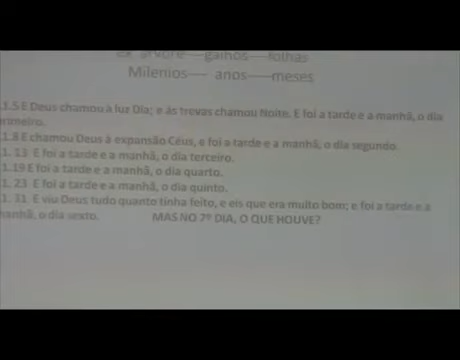 Ex árvore---galhos---folhas
Milenios---- anos----meses
1.5 E Deus chamou à luz Dia; e às trevas chamou Noite. E foi a tarde e a manhã, o dia
primeiro.
1.8 E chamou Deus à expansão Céus, e foi a tarde e a manhã, o dia segundo.
1. 13 E foi a tarde e a manhã, o dia terceiro.
1.19 E foi a tarde e a manhã, o dia quarto.
1. 23 E foi a tarde e a manhã, o dia quinto.
1. 31 E viu Deus tudo quanto tinha feito, e eis que era muito bom; e foi a tarde e a
manhã, o dia sexto. MAS NO 7º DIA, O QUE HOUVE?